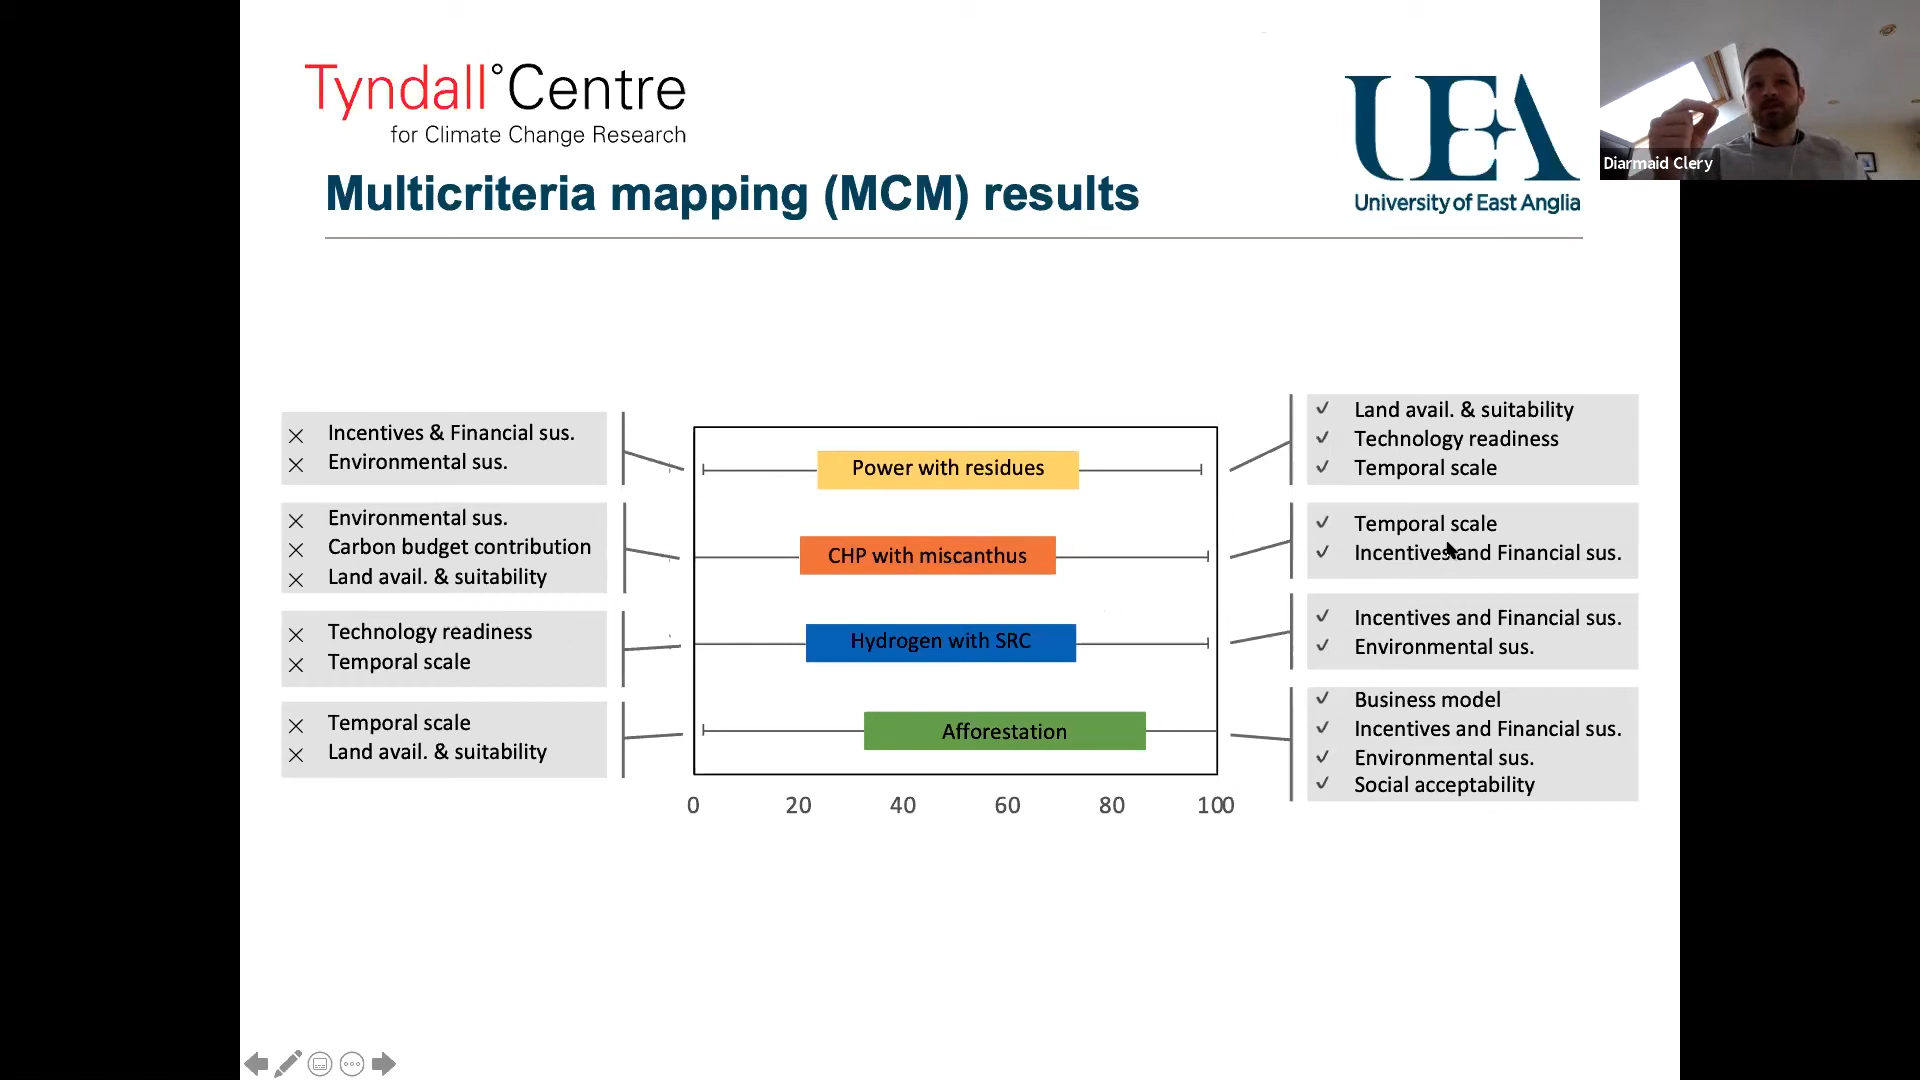 Tyndall°Centre
for Climate Change Research
UEA
University of East Anglia
Diarmaid Clery
Multicriteria mapping (MCM) results
Incentives & Financial sus.
Environmental sus.
Environmental sus.
Carbon budget contribution
Land avail. & suitability
Technology readiness
Temporal scale
Temporal scale
Land avail. & suitability
Power with residues
CHP with miscanthus
Hydrogen with SRC
Afforestation
0 20 40 60 80 100
Land avail. & suitability
Technology readiness
Temporal scale
Temporal scale
Incentives and Financial sus.
Incentives and Financial sus.
Environmental sus.
Business model
Incentives and Financial sus.
Environmental sus.
Social acceptability